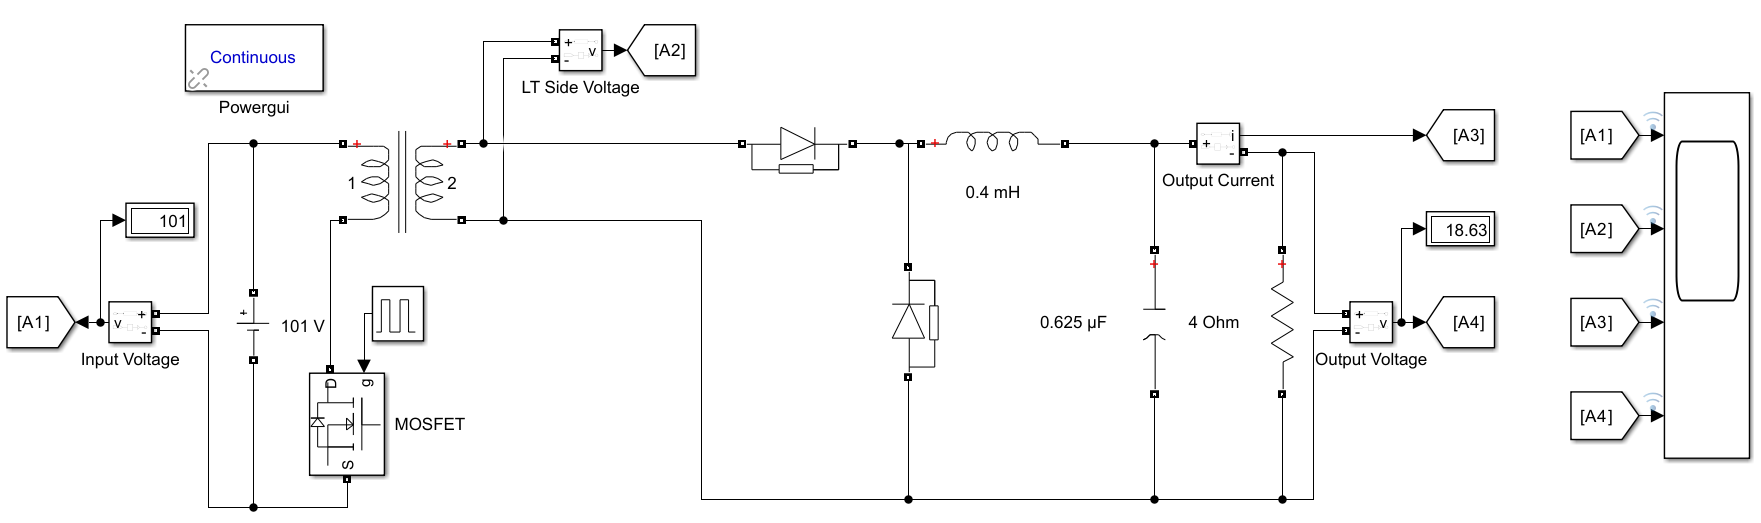 Continuous
Powergui
+
-
v
[A2]
LT Side Voltage
+
+
1
2
+
0.4 mH
i
+
-
Output Current
[A3]
[A1]
101
[A2]
18.63
[A1]
v
+
-
Input Voltage
+
101 V
D
g
S
MOSFET
+
0.625 µF
+
4 Ohm
+
-
v
Output Voltage
[A4]
[A3]
[A4]